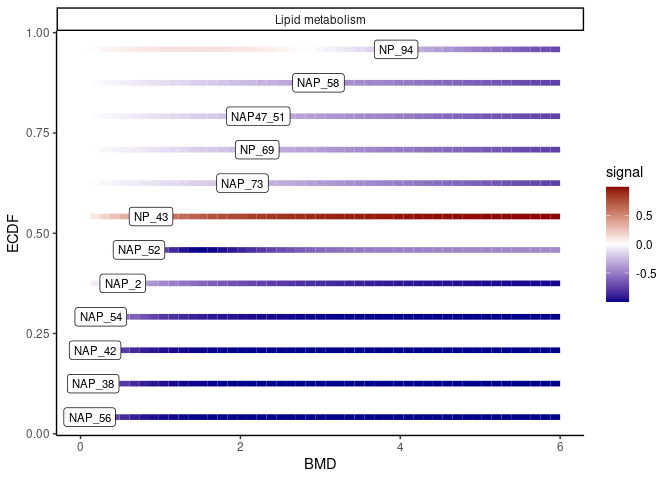 Lipid metabolism
1.00
0.75
0.50
0.25
0.00
ECDF
NP_94
NAP_58
NAP47_51
NP_69
NAP_73
NP_43
NAP_52
NAP_2
NAP_54
NAP_42
NAP_38
NAP_56
0
2
4
6
BMD
signal
0.5
0.0
-0.5